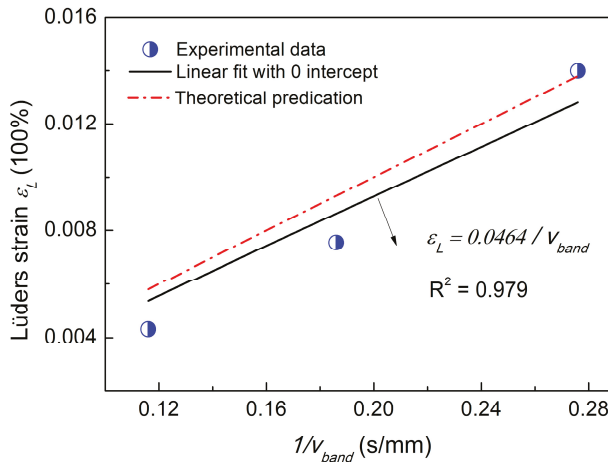 0.016
0.012
0.008
0.004
Lüders strain ε_L (100%)
Experimental data
Linear fit with 0 intercept
Theoretical predication
ε_L = 0.0464 / v_band
R² = 0.979
0.12 0.16 0.20 0.24 0.28
1/v_band (s/mm)